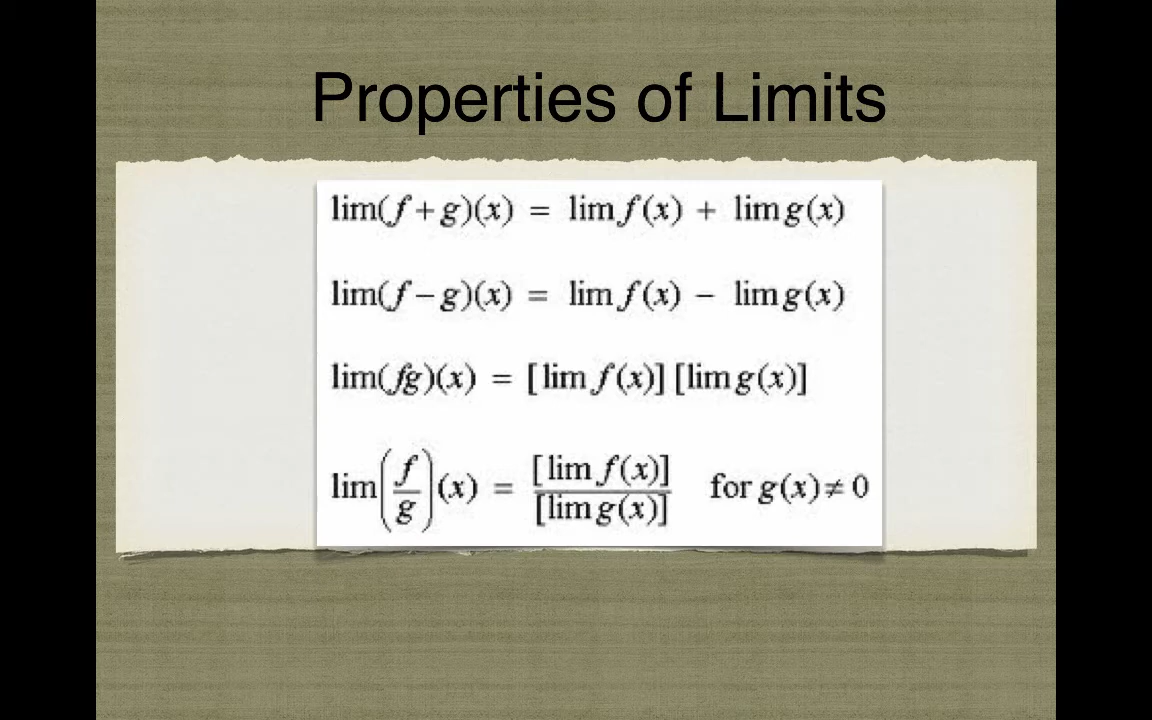 Properties of Limits
lim(f+g)(x) = lim f(x) + lim g(x)
lim(f−g)(x) = lim f(x) − lim g(x)
lim(fg)(x) = [lim f(x)] [lim g(x)]
lim(f/g)(x) = [lim f(x)]/[lim g(x)] for g(x) ≠ 0